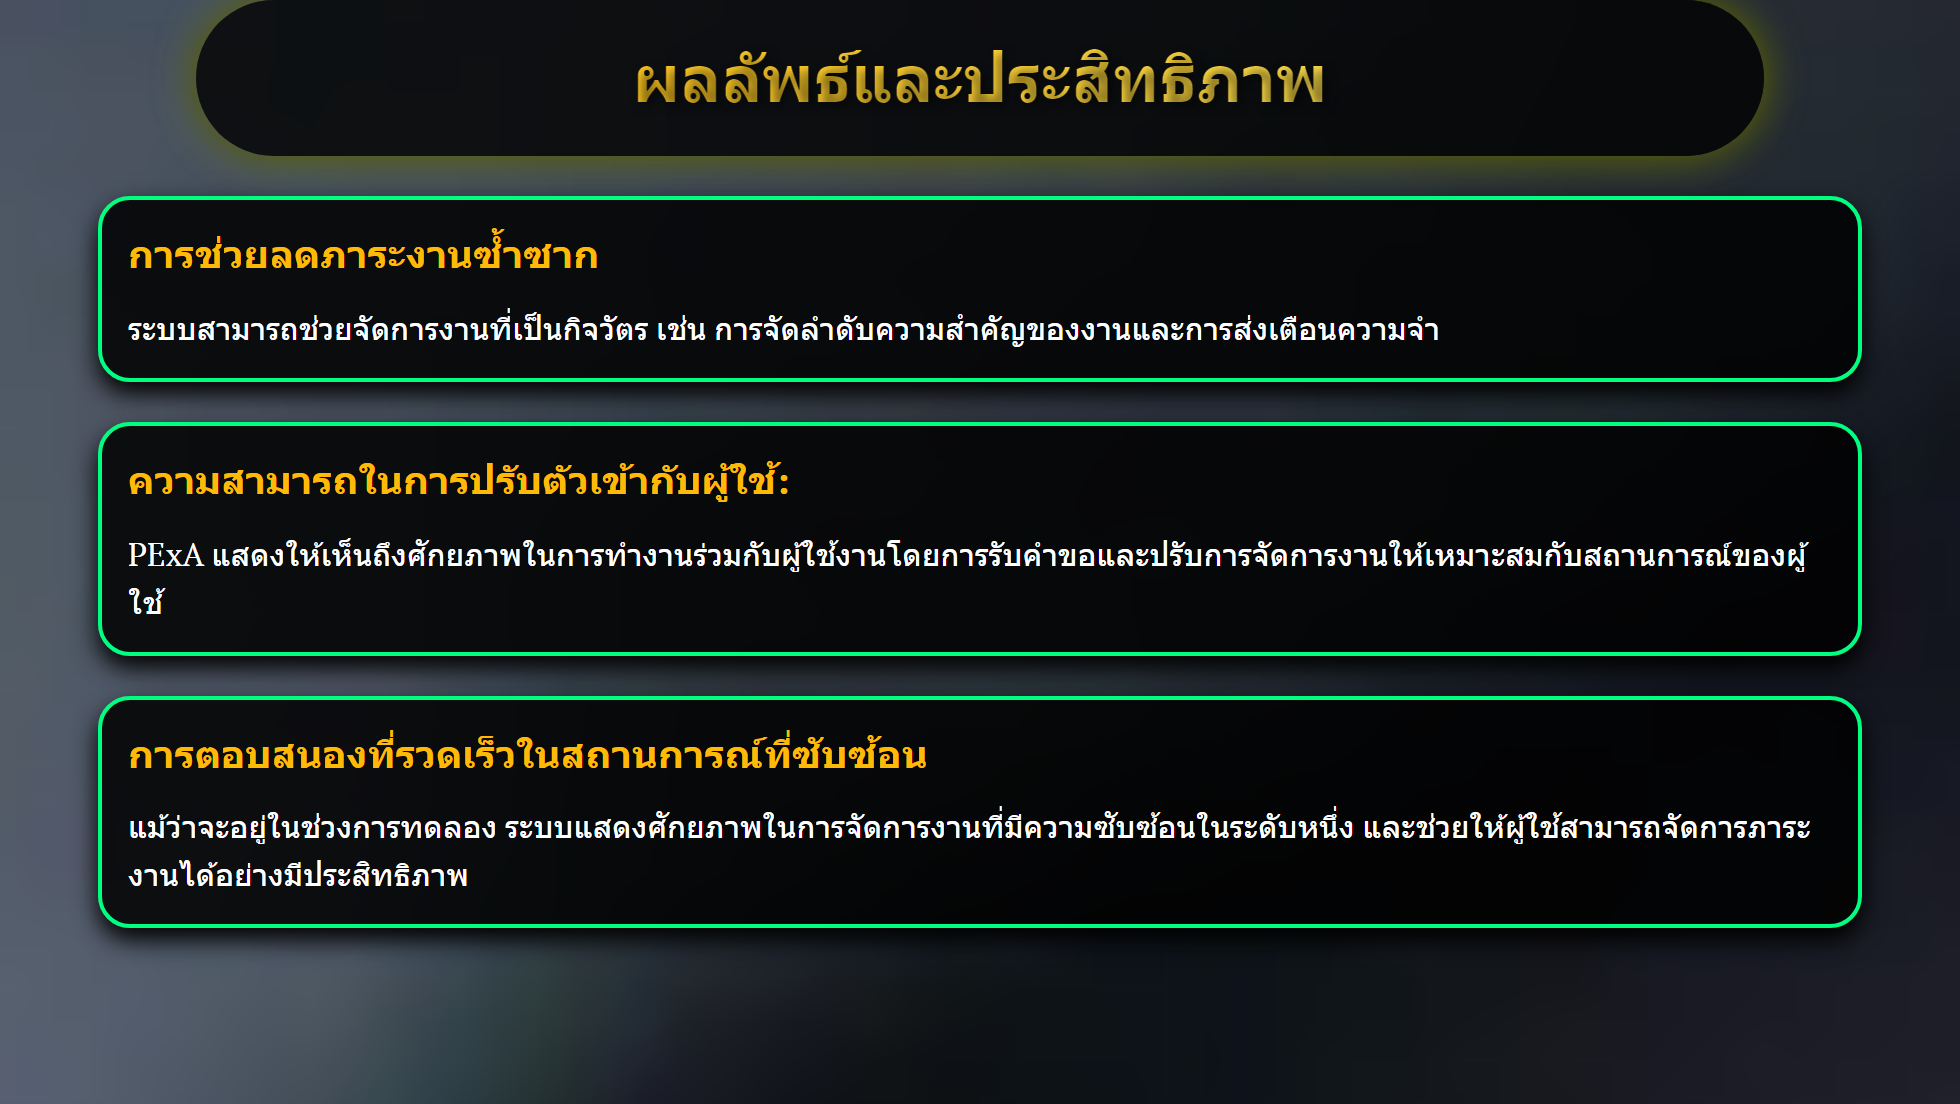 ผลลัพธ์และประสิทธิภาพ
การช่วยลดภาระงานซ้ำซาก
ระบบสามารถช่วยจัดการงานที่เป็นกิจวัตร เช่น การจัดลำดับความสำคัญของงานและการส่งเตือนความจำ
ความสามารถในการปรับตัวเข้ากับผู้ใช้:
PExA แสดงให้เห็นถึงศักยภาพในการทำงานร่วมกับผู้ใช้งานโดยการรับคำขอและปรับการจัดการงานให้เหมาะสมกับสถานการณ์ของผู้
ใช้
การตอบสนองที่รวดเร็วในสถานการณ์ที่ซับซ้อน
แม้ว่าจะอยู่ในช่วงการทดลอง ระบบแสดงศักยภาพในการจัดการงานที่มีความซับซ้อนในระดับหนึ่ง และช่วยให้ผู้ใช้สามารถจัดการภาระ
งานได้อย่างมีประสิทธิภาพ